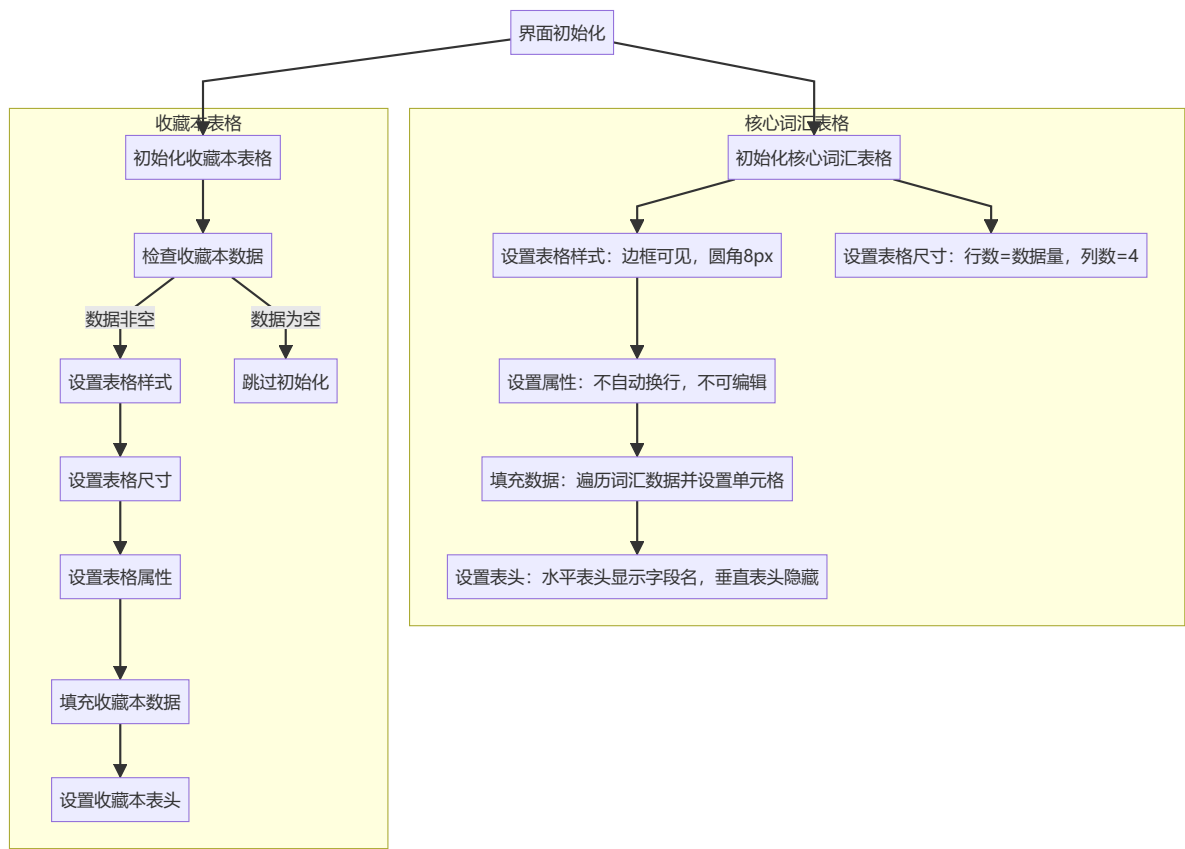 界面初始化
收藏本表格
初始化收藏本表格
检查收藏本数据
数据非空
数据为空
设置表格样式
跳过初始化
设置表格尺寸
设置表格属性
填充收藏本数据
设置收藏本表头
核心词汇表格
初始化核心词汇表格
设置表格样式：边框可见，圆角8px
设置表格尺寸：行数=数据量，列数=4
设置属性：不自动换行，不可编辑
填充数据：遍历词汇数据并设置单元格
设置表头：水平表头显示字段名，垂直表头隐藏